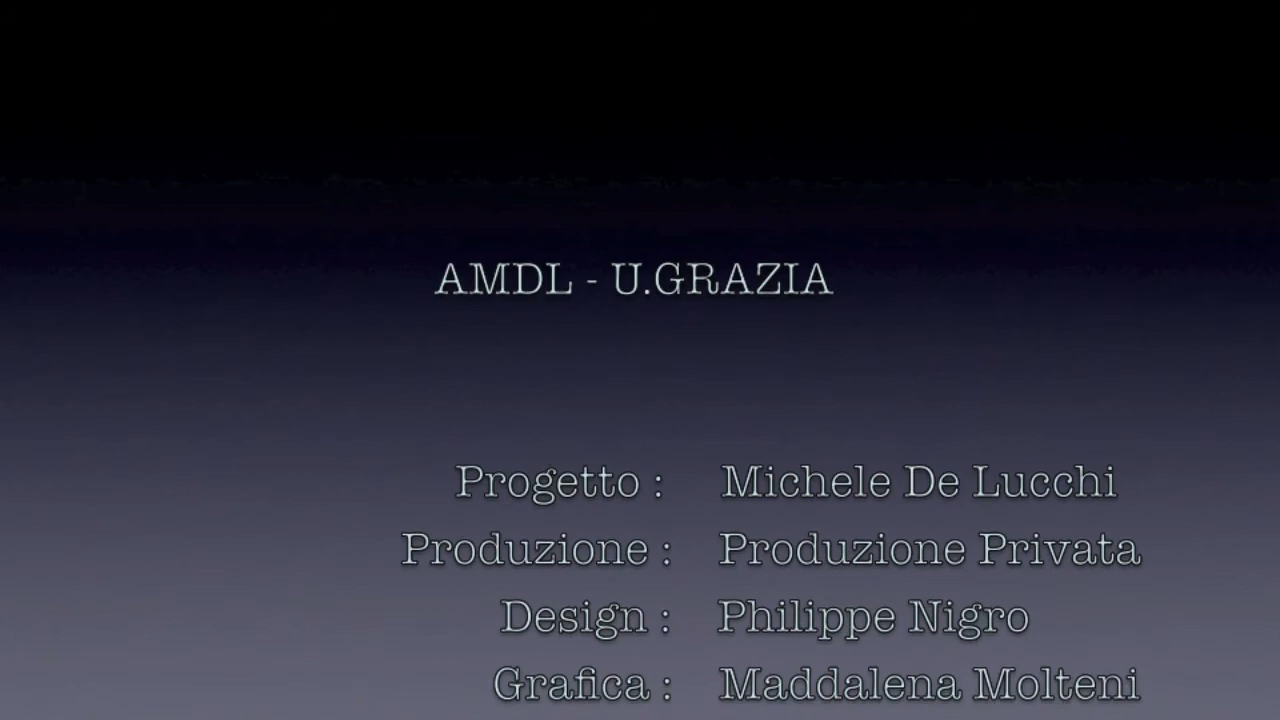 AMDL - U.GRAZIA
Progetto : Michele De Lucchi
Produzione : Produzione Privata
Design : Philippe Nigro
Grafica : Maddalena Molteni